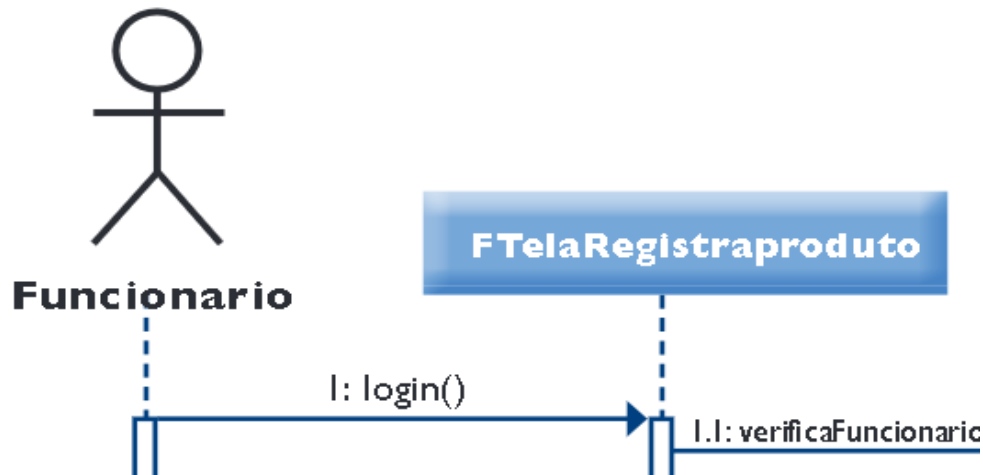 Funcionario
FTelaRegistraproduto
1: login()
1.1: verificaFuncionario